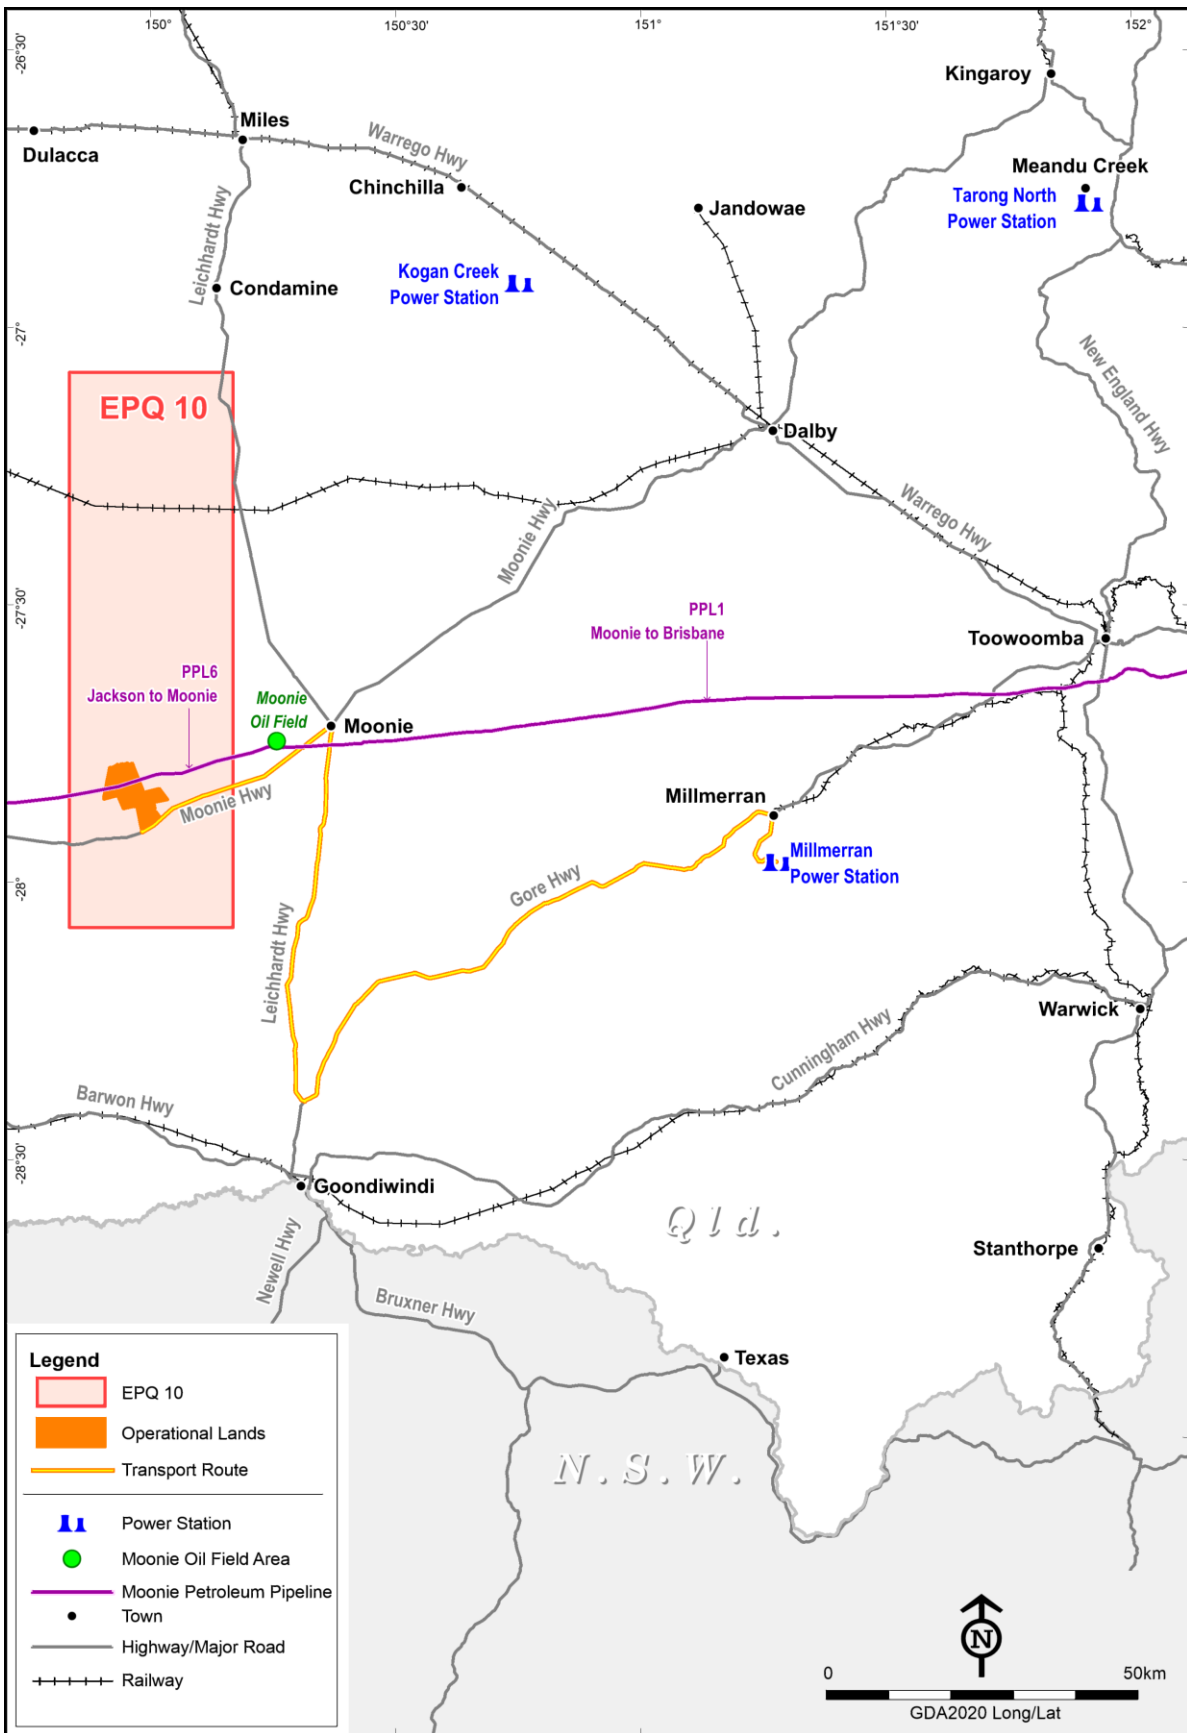 150°
150°30'
151°
151°30'
152°
-26°30'
-27°
-27°30'
-28°
-28°30'
Kingaroy
Miles
Dulacca
Warrego Hwy
Chinchilla
Meandu Creek
Tarong North
Power Station
Jandowae
Leichhardt Hwy
Kogan Creek
Power Station
Condamine
New England Hwy
EPQ 10
Dalby
Warrego Hwy
Moonie Hwy
PPL1
Moonie to Brisbane
Toowoomba
PPL6
Jackson to Moonie
Moonie
Oil Field
Moonie
Moonie Hwy
Millmerran
Millmerran
Power Station
Gore Hwy
Leichhardt Hwy
Warwick
Cunningham Hwy
Barwon Hwy
Goondiwindi
Qld.
Newell Hwy
Stanthorpe
Bruxner Hwy
Texas
N.S.W.
Legend
EPQ 10
Operational Lands
Transport Route
Power Station
Moonie Oil Field Area
Moonie Petroleum Pipeline
Town
Highway/Major Road
Railway
N
0 50km
GDA2020 Long/Lat